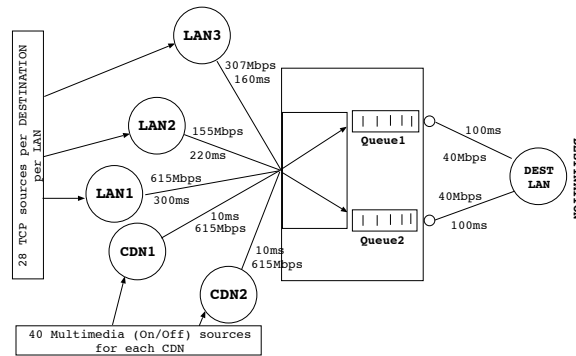 LAN3
307Mbps
160ms
28 TCP sources per DESTINATION
per LAN
LAN2
155Mbps
220ms
Queue1
100ms
40Mbps
LAN1
615Mbps
300ms
DEST
LAN
10ms
615Mbps
40Mbps
100ms
Queue2
CDN1
10ms
615Mbps
CDN2
40 Multimedia (On/Off) sources
for each CDN